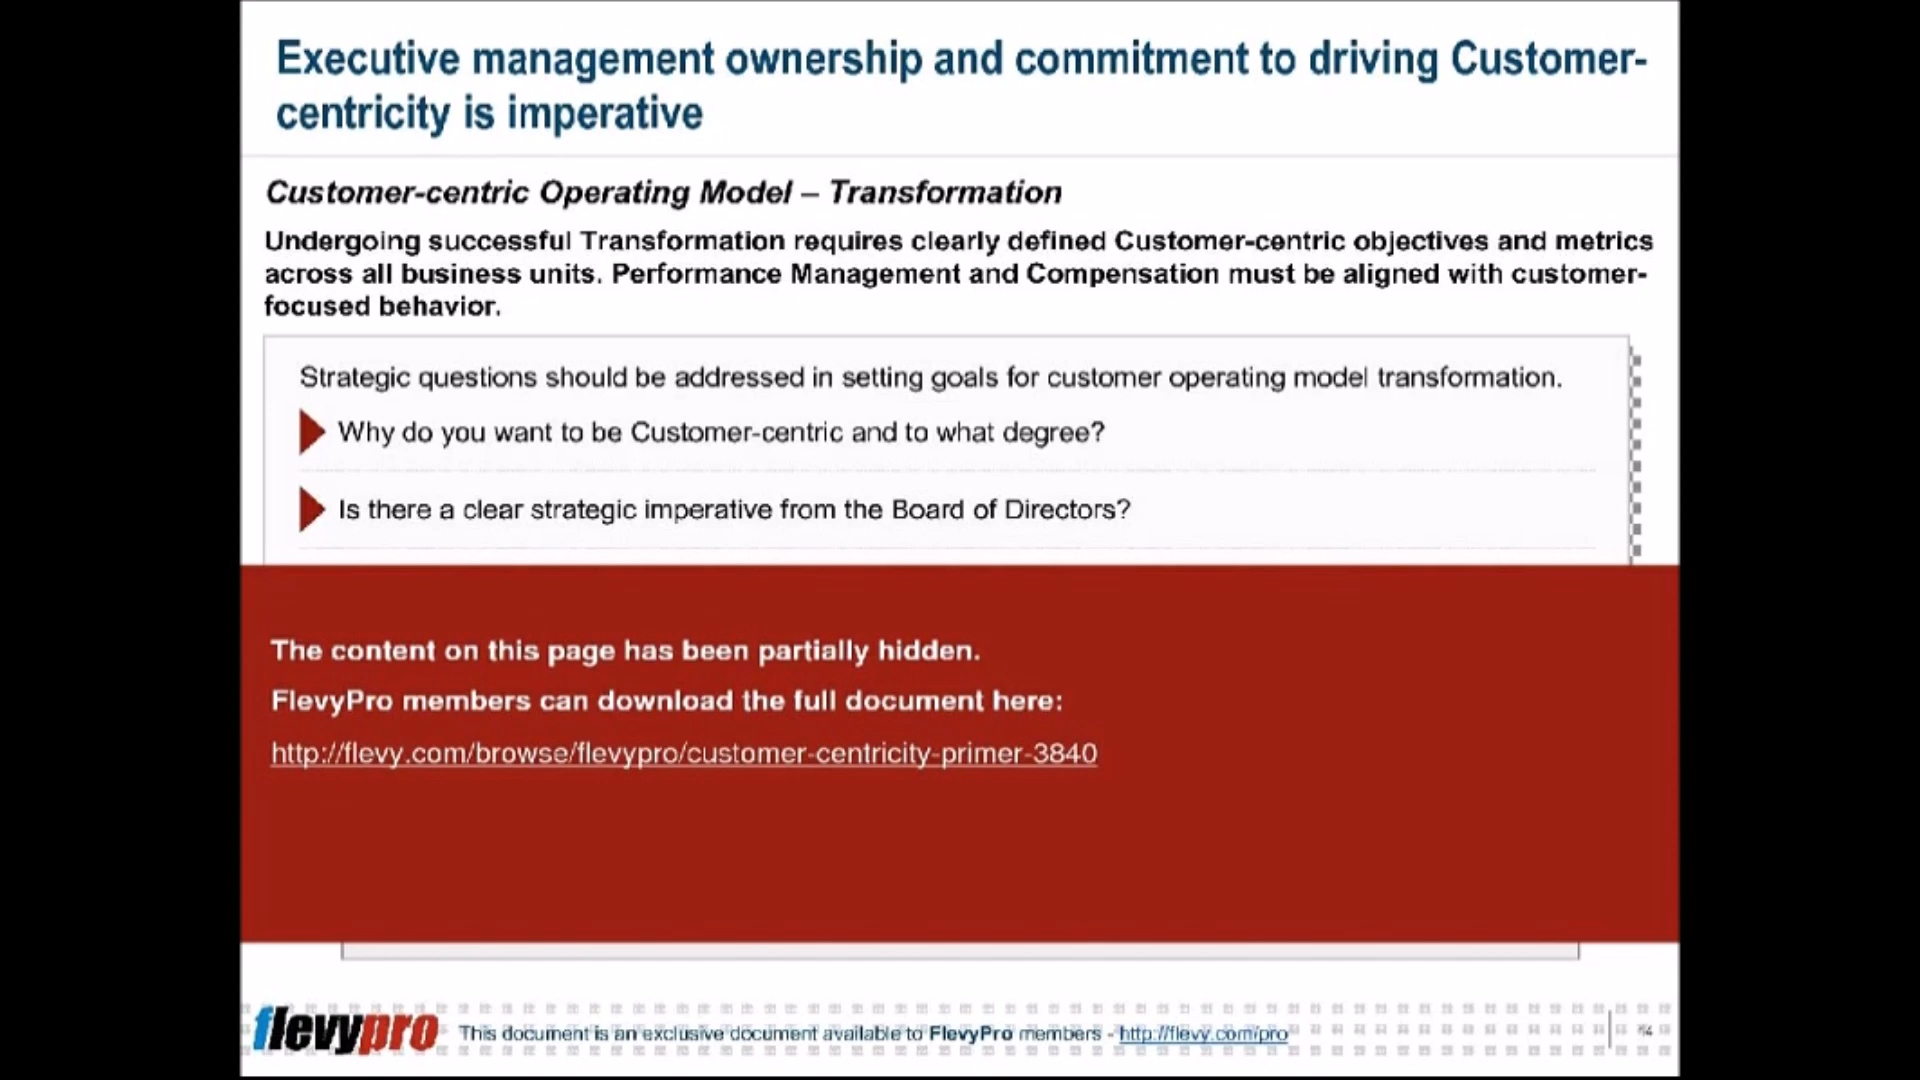 Executive management ownership and commitment to driving Customer-
centricity is imperative
Customer-centric Operating Model – Transformation
Undergoing successful Transformation requires clearly defined Customer-centric objectives and metrics
across all business units. Performance Management and Compensation must be aligned with customer-
focused behavior.
Strategic questions should be addressed in setting goals for customer operating model transformation.
Why do you want to be Customer-centric and to what degree?
Is there a clear strategic imperative from the Board of Directors?
The content on this page has been partially hidden.
FlevyPro members can download the full document here:
http://flevy.com/browse/flevypro/customer-centricity-primer-3840
flevypro This document is an exclusive document available to FlevyPro members - http://flevy.com/pro